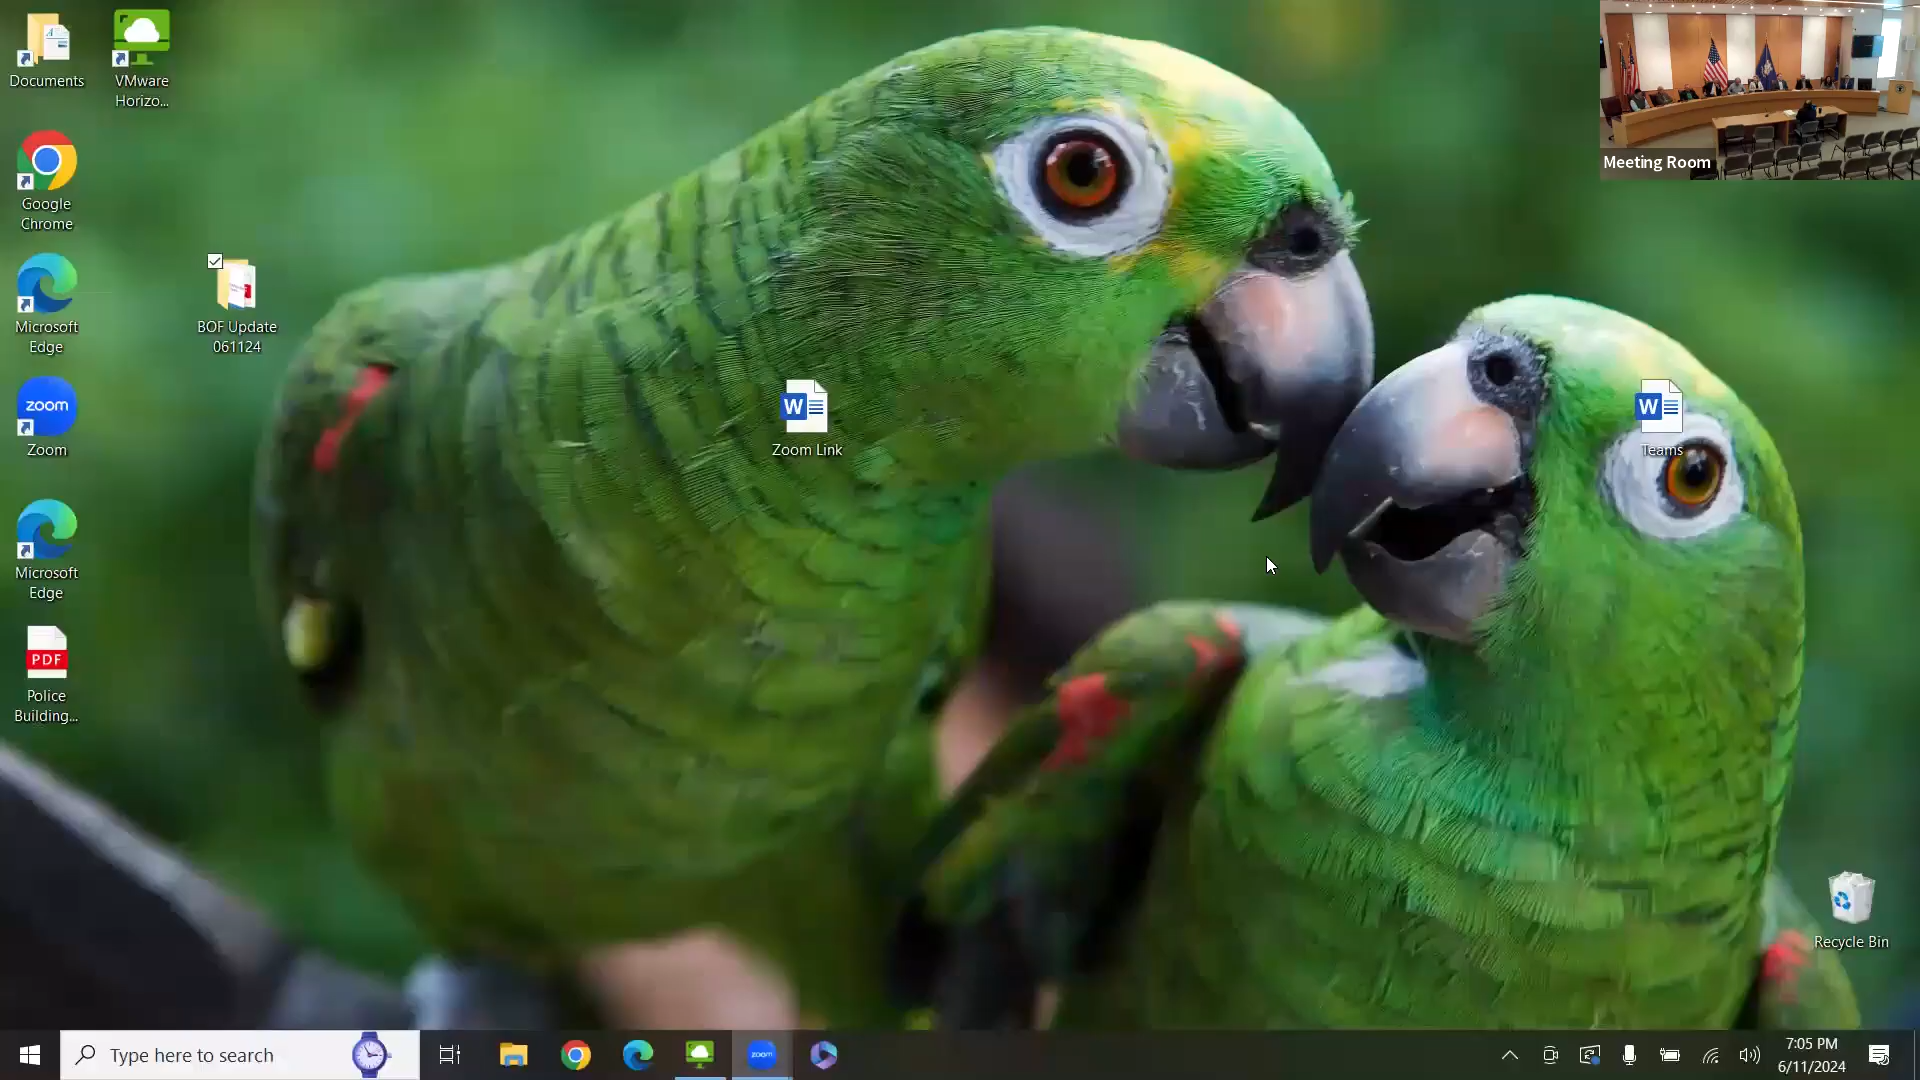 Documents
VMware
Horizo...
Meeting Room
Google
Chrome
Microsoft
Edge
BOF Update
061124
zoom
Zoom
W
Zoom Link
W
Teams
Microsoft
Edge
PDF
Police
Building...
Recycle Bin
Type here to search
zoom
7:05 PM
6/11/2024